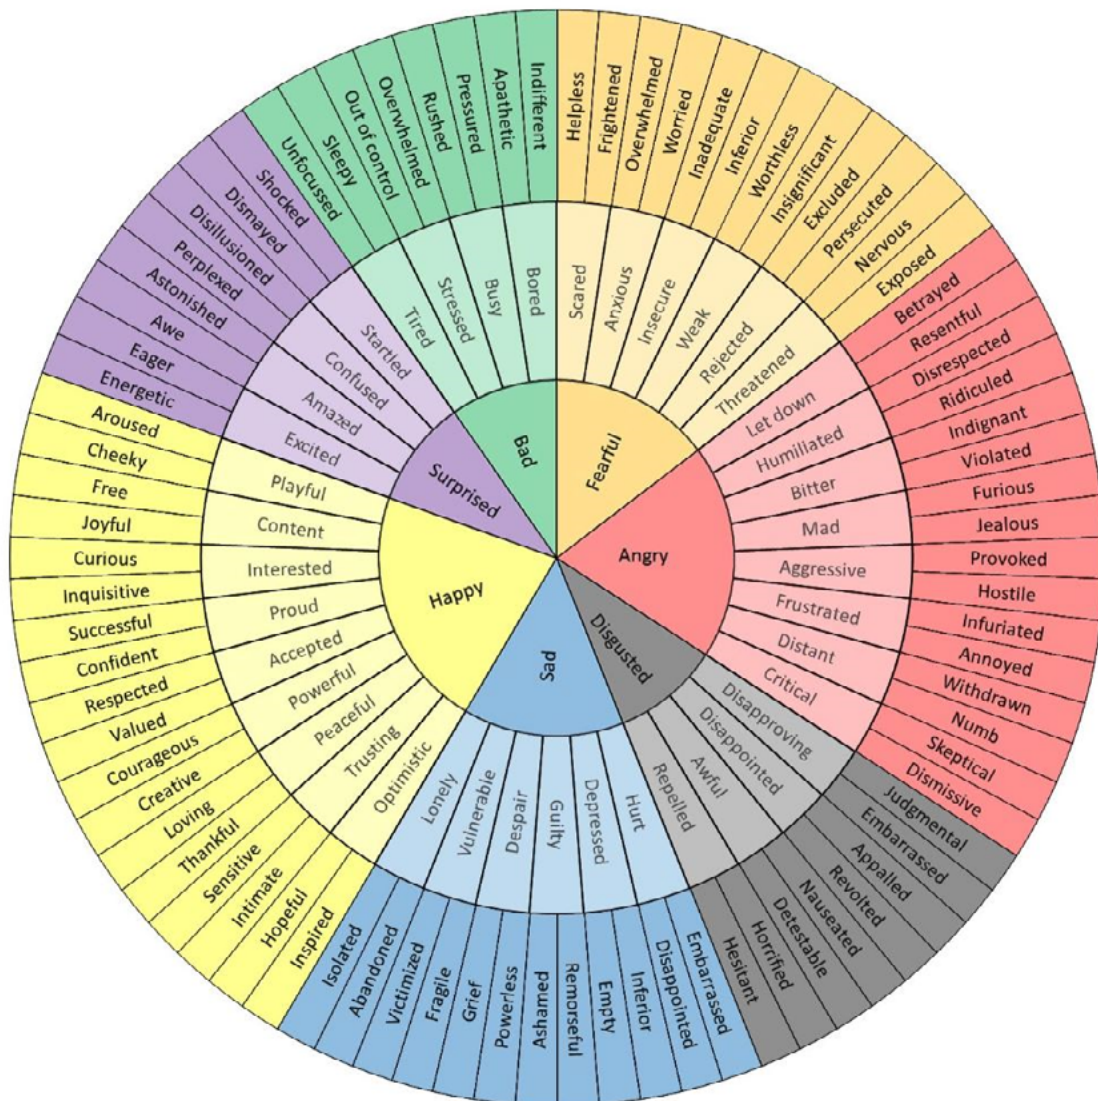 Fearful
Angry
Disgusted
Sad
Happy
Surprised
Bad
Scared
Anxious
Insecure
Weak
Rejected
Threatened
Let down
Humiliated
Bitter
Mad
Aggressive
Frustrated
Distant
Critical
Disapproving
Disappointed
Awful
Repelled
Hurt
Depressed
Guilty
Despair
Vulnerable
Lonely
Optimistic
Trusting
Peaceful
Powerful
Accepted
Proud
Interested
Content
Playful
Excited
Amazed
Confused
Startled
Tired
Stressed
Busy
Bored
Helpless
Frightened
Overwhelmed
Worried
Inadequate
Inferior
Worthless
Insignificant
Excluded
Persecuted
Nervous
Exposed
Betrayed
Resentful
Disrespected
Ridiculed
Indignant
Violated
Furious
Jealous
Provoked
Hostile
Infuriated
Annoyed
Withdrawn
Numb
Skeptical
Dismissive
Judgmental
Embarrassed
Appalled
Revolted
Nauseated
Detestable
Horrified
Hesitant
Embarrassed
Disappointed
Inferior
Empty
Remorseful
Ashamed
Powerless
Grief
Fragile
Victimized
Abandoned
Isolated
Inspired
Hopeful
Intimate
Sensitive
Thankful
Loving
Creative
Courageous
Valued
Respected
Confident
Successful
Inquisitive
Curious
Joyful
Free
Cheeky
Aroused
Energetic
Eager
Awe
Astonished
Perplexed
Disillusioned
Dismayed
Shocked
Unfocussed
Sleepy
Out of control
Overwhelmed
Rushed
Pressured
Apathetic
Indifferent